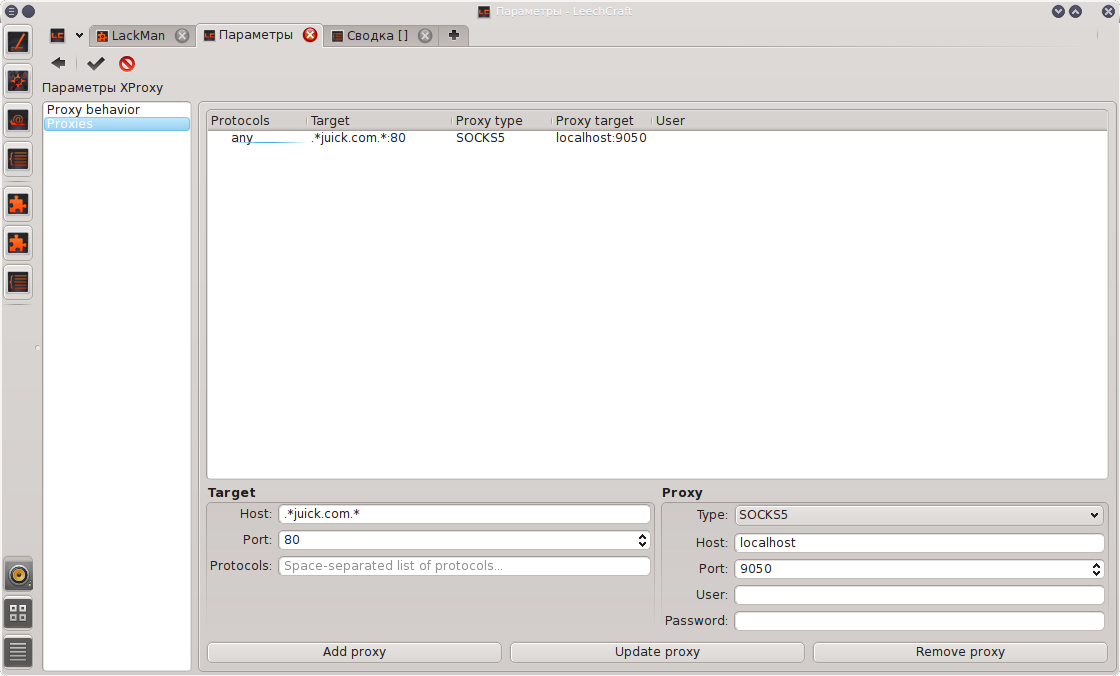 Параметры - LeechCraft
LackMan Параметры Сводка []
Параметры XProxy
Proxy behavior
Proxies
Protocols Target Proxy type Proxy target User
any .*juick.com.*:80 SOCKS5 localhost:9050
Target
Host: .*juick.com.*
Port: 80
Protocols: Space-separated list of protocols...
Proxy
Type: SOCKS5
Host: localhost
Port: 9050
User:
Password:
Add proxy Update proxy Remove proxy